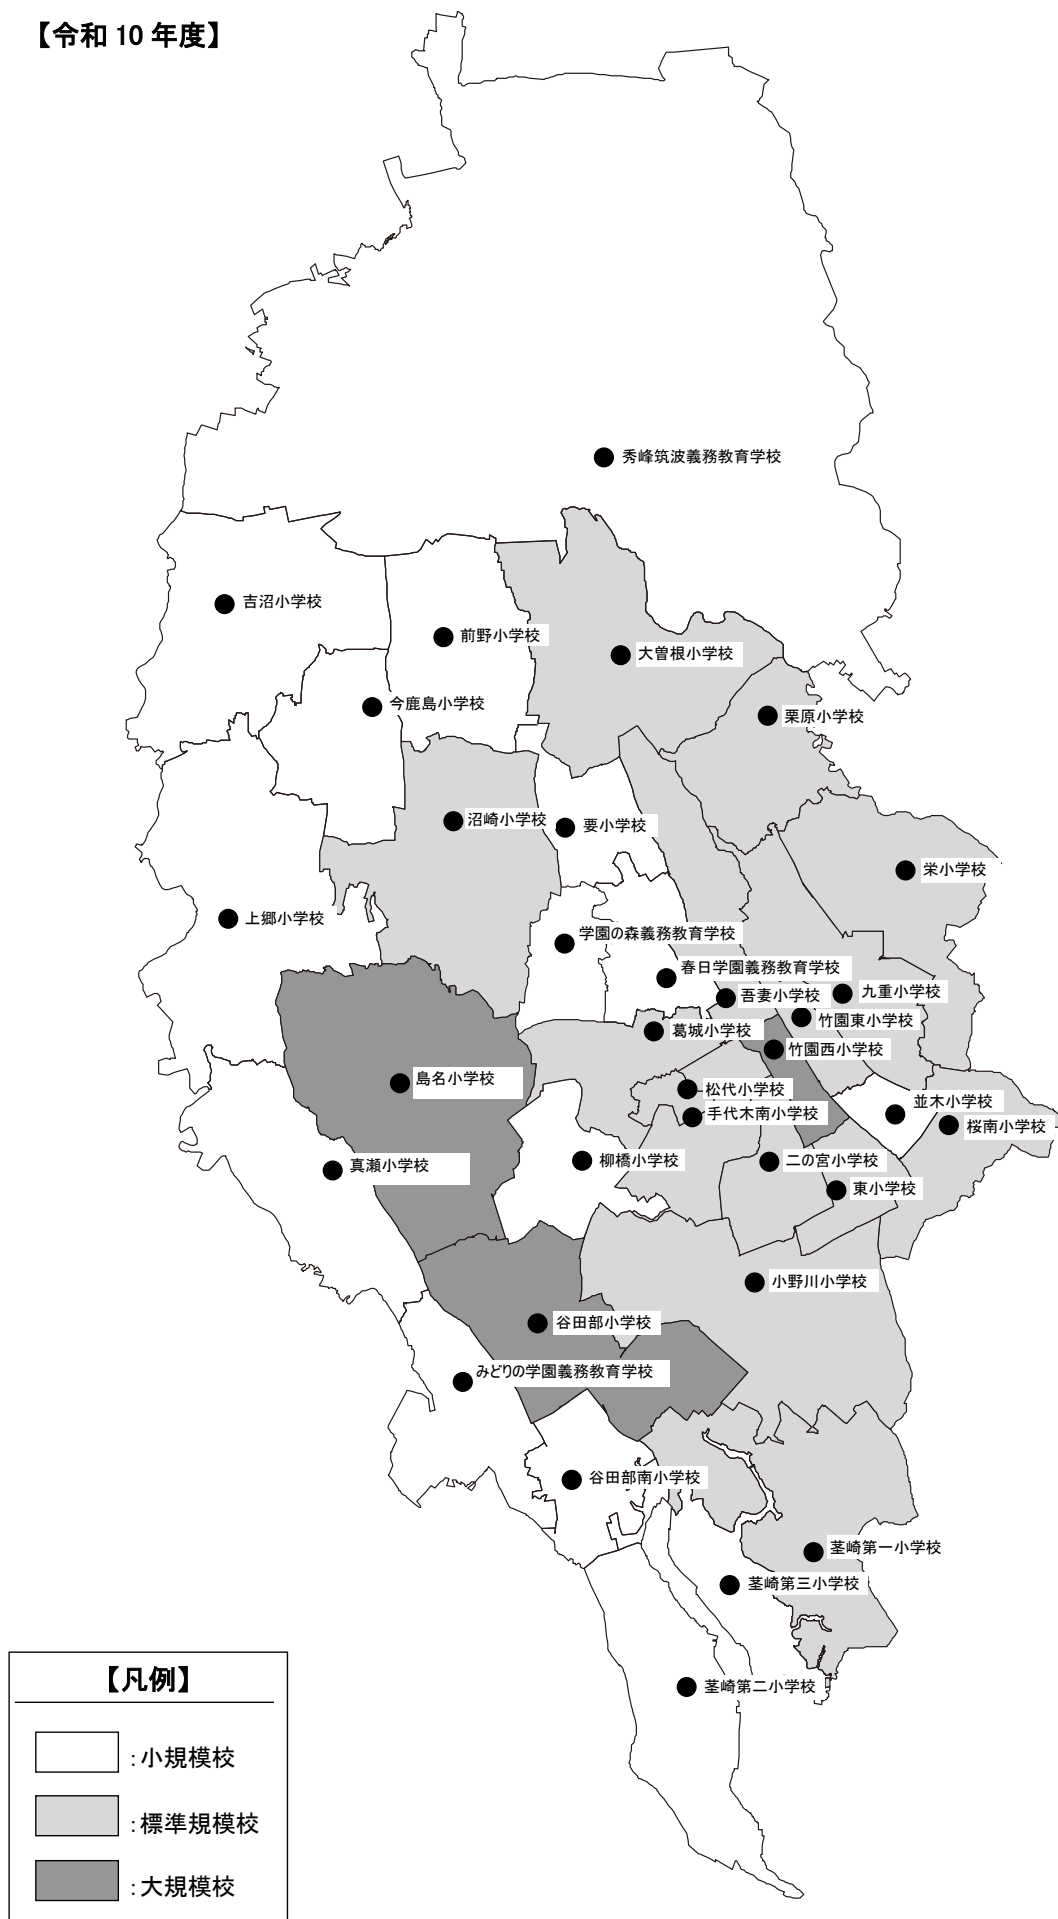 【令和 10 年度】
秀峰筑波義務教育学校
吉沼小学校
前野小学校
大曽根小学校
今鹿島小学校
栗原小学校
沼崎小学校
要小学校
栄小学校
上郷小学校
学園の森義務教育学校
春日学園義務教育学校
吾妻小学校
九重小学校
竹園東小学校
葛城小学校
竹園西小学校
島名小学校
松代小学校
並木小学校
手代木南小学校
桜南小学校
真瀬小学校
柳橋小学校
二の宮小学校
東小学校
小野川小学校
谷田部小学校
みどりの学園義務教育学校
谷田部南小学校
茎崎第一小学校
茎崎第三小学校
茎崎第二小学校
【凡例】
：小規模校
：標準規模校
：大規模校